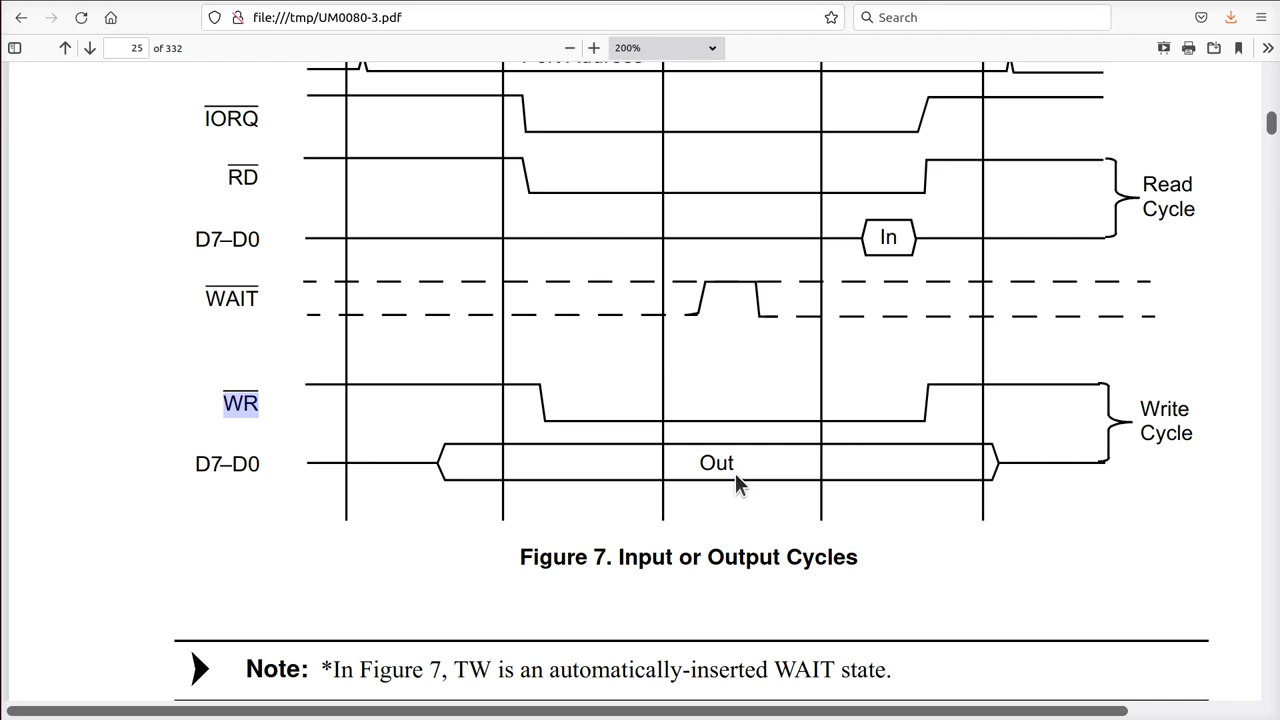 file:///tmp/UM0080-3.pdf
Search
25 of 332
200%
IORQ
RD
Read
Cycle
D7–D0
In
WAIT
WR
Write
Cycle
D7–D0
Out
Figure 7. Input or Output Cycles
Note: *In Figure 7, TW is an automatically-inserted WAIT state.